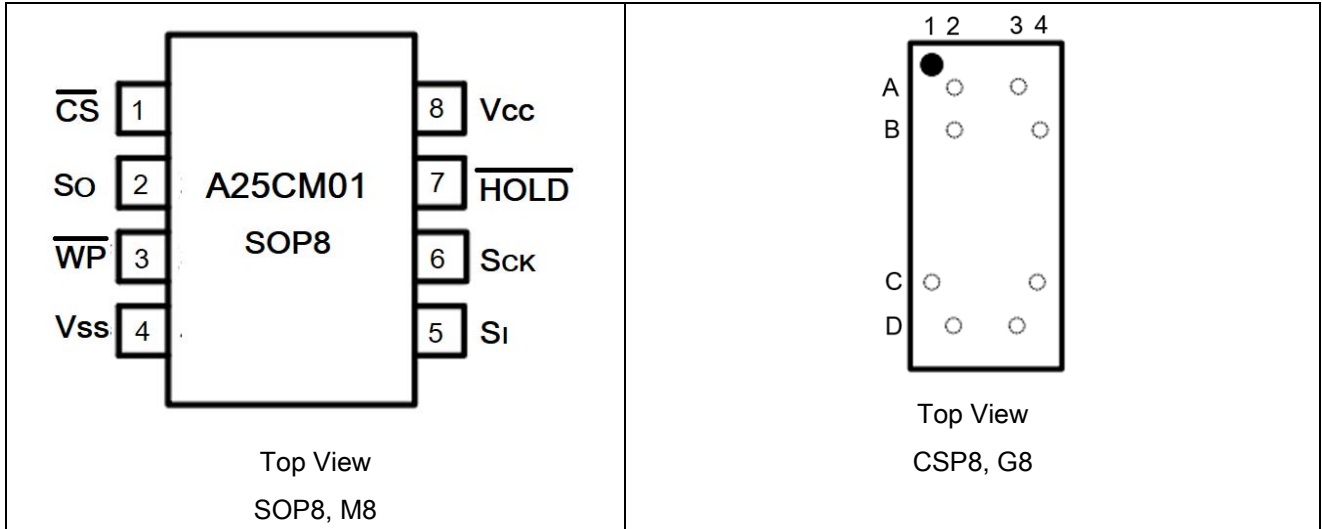 CS 1
SO 2
WP 3
Vss 4
A25CM01
SOP8
8 Vcc
7 HOLD
6 SCK
5 SI
Top View
SOP8, M8
1 2 3 4
A
B
C
D
Top View
CSP8, G8